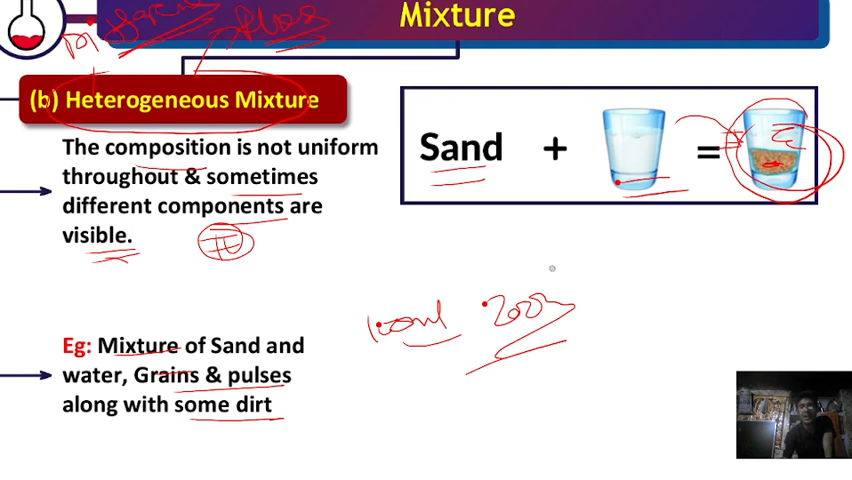 Mixture
(b) Heterogeneous Mixture
The composition is not uniform
throughout & sometimes
different components are
visible.
Sand + =
Eg: Mixture of Sand and
water, Grains & pulses
along with some dirt